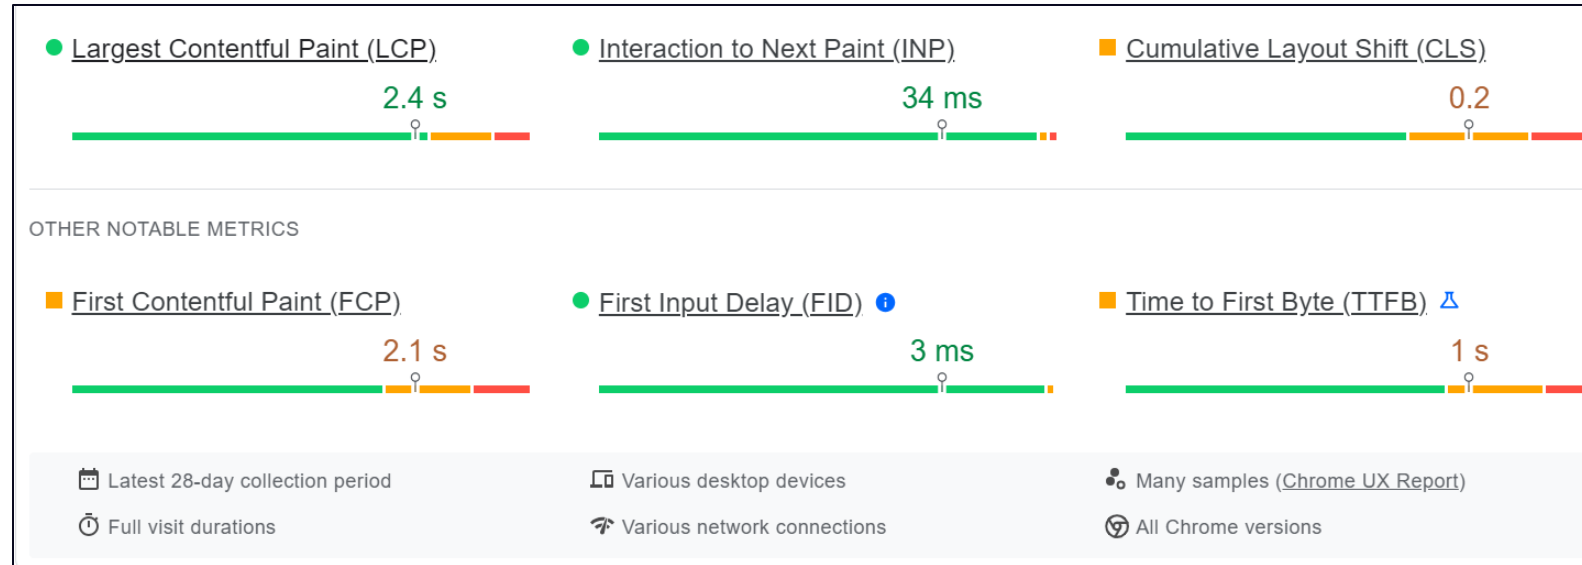 Largest Contentful Paint (LCP)
2.4 s
Interaction to Next Paint (INP)
34 ms
Cumulative Layout Shift (CLS)
0.2
OTHER NOTABLE METRICS
First Contentful Paint (FCP)
2.1 s
First Input Delay (FID)
3 ms
Time to First Byte (TTFB)
1 s
Latest 28-day collection period
Various desktop devices
Many samples (Chrome UX Report)
Full visit durations
Various network connections
All Chrome versions